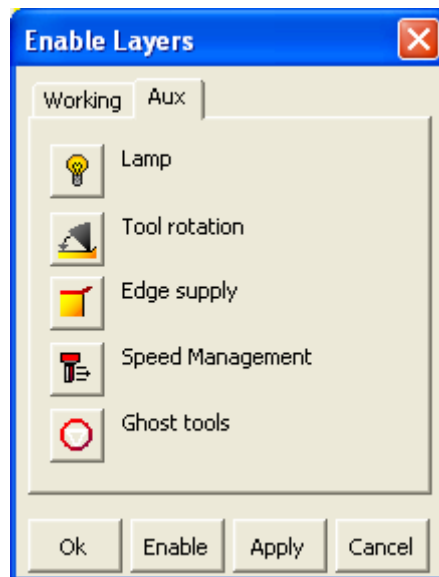 Enable Layers
Working Aux
Lamp
Tool rotation
Edge supply
Speed Management
Ghost tools
Ok Enable Apply Cancel